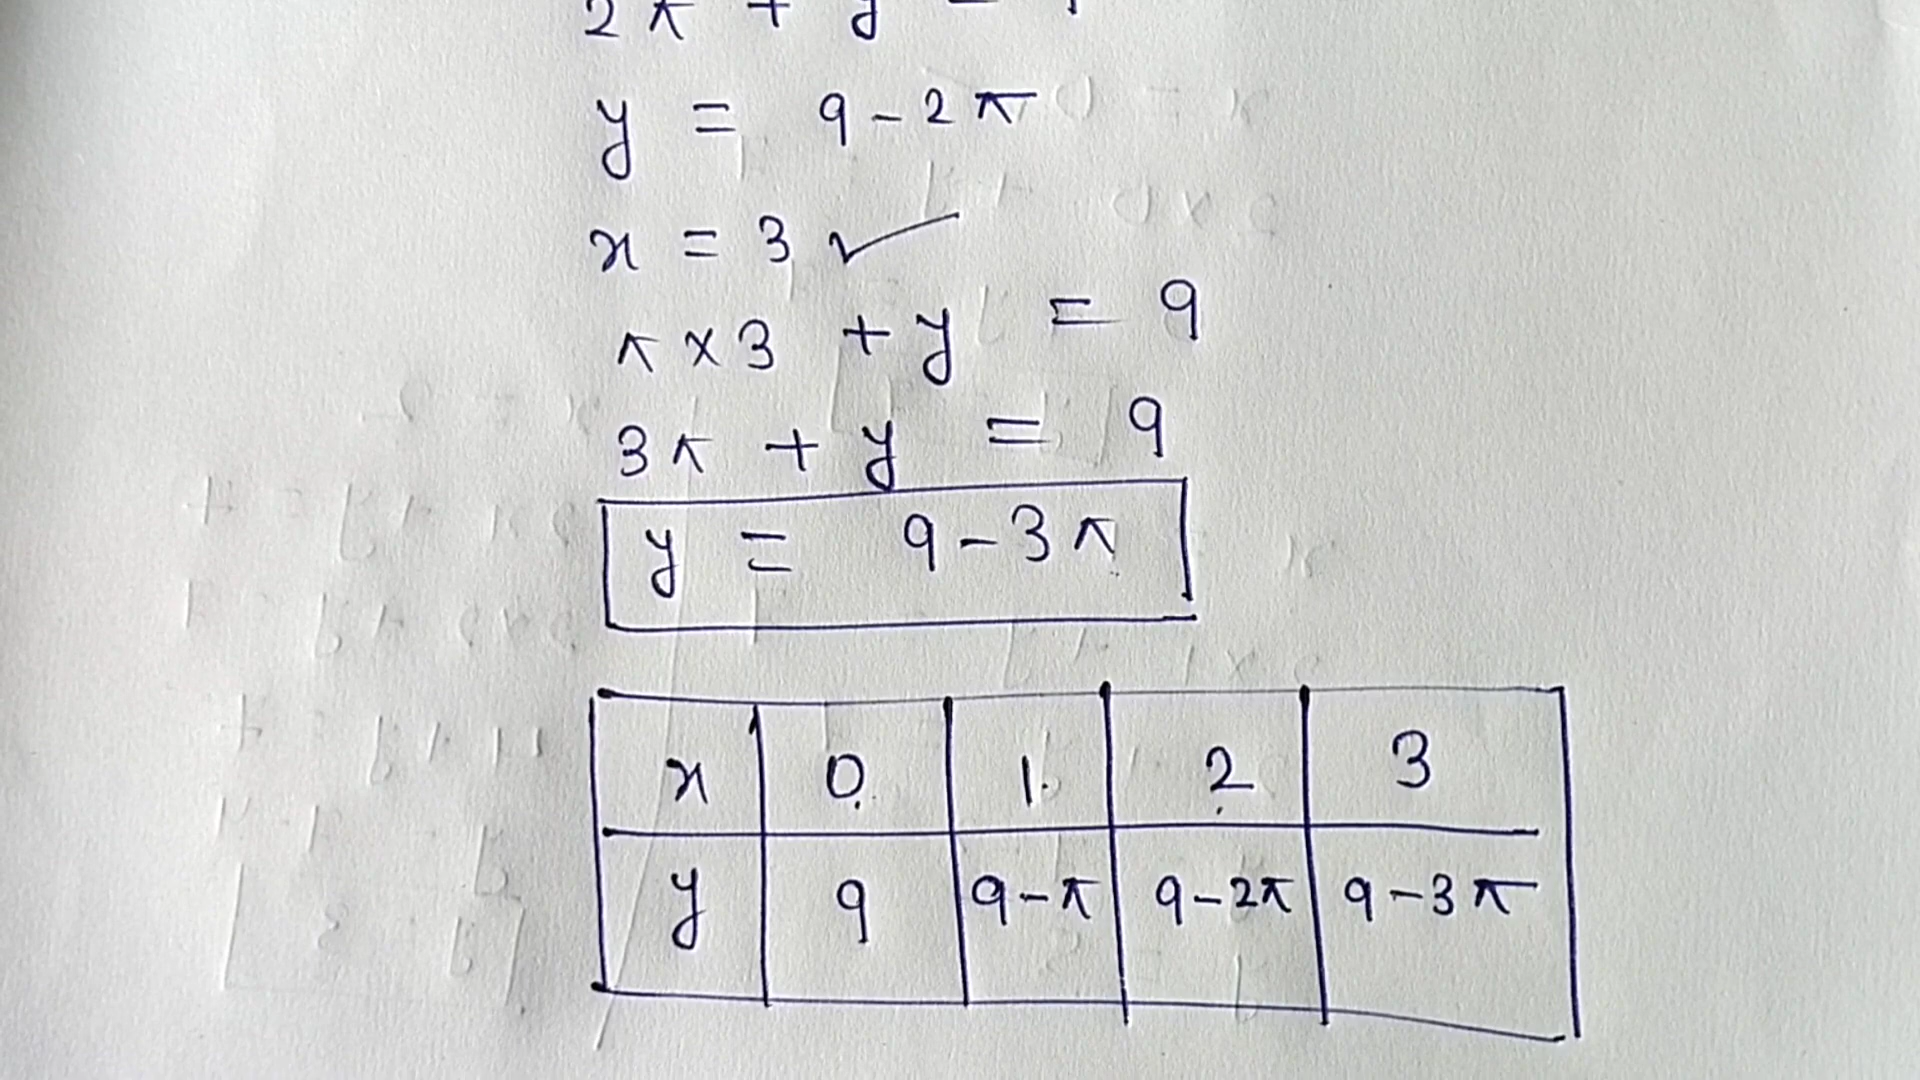 2π + y =
y = 9 - 2π
x = 3 ✓
π × 3 + y = 9
3π + y = 9
y = 9 - 3π
x 0 1 2 3
y 9 9-π 9-2π 9-3π